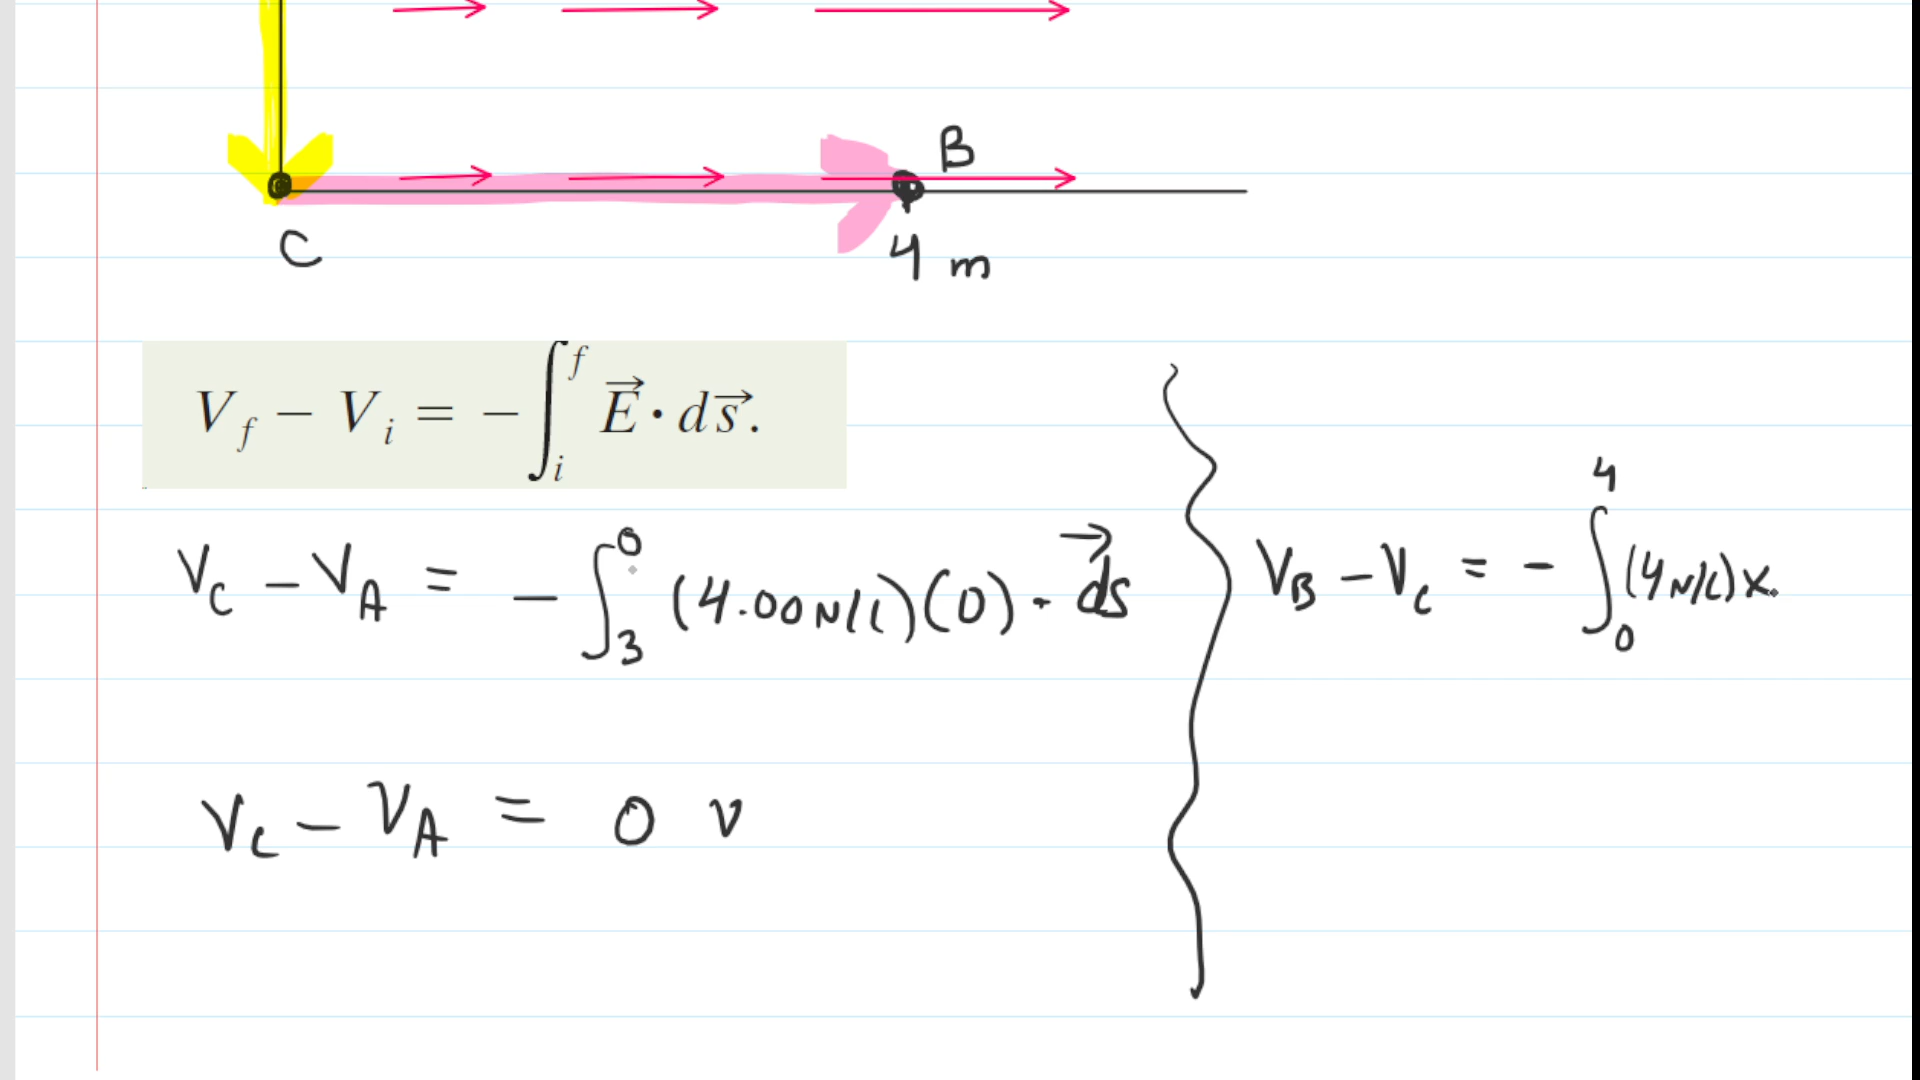 B
C
4 m
V_f − V_i = −∫_i^f E⃗ · ds⃗.
V_C − V_A = − ∫_3^0 (4.00 N/C)(0) · ds⃗
V_B − V_C = − ∫_0^4 (4 N/C) x ·
V_C − V_A = 0 V